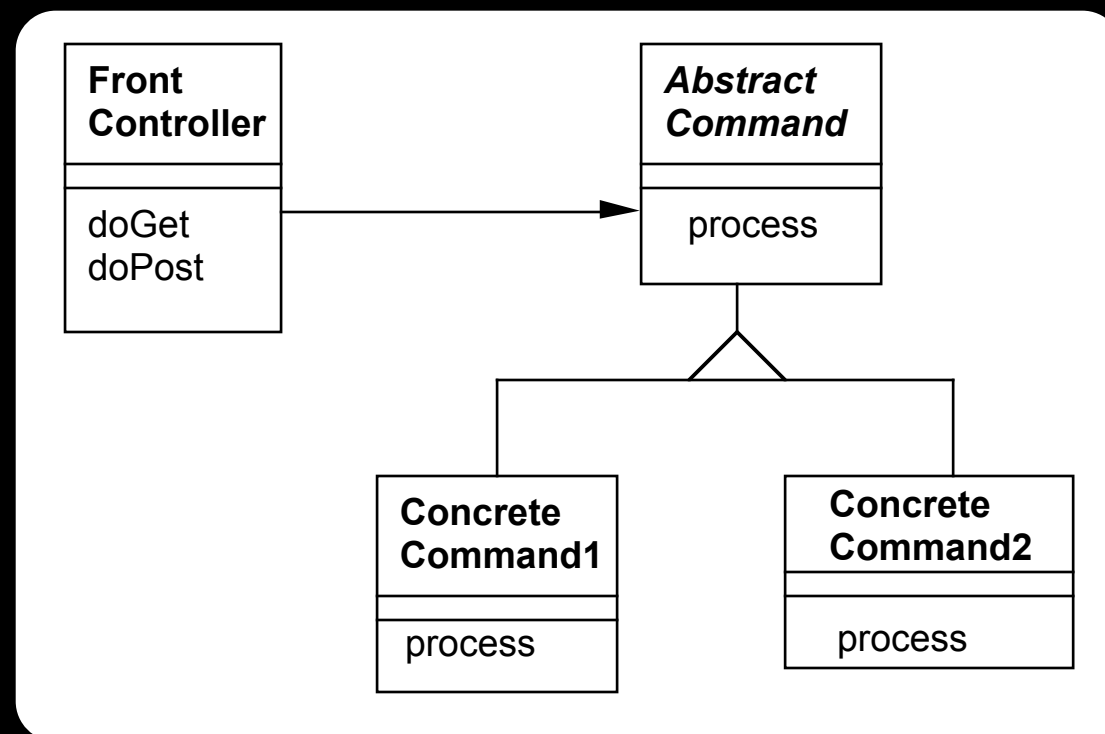 Front
Controller
doGet
doPost
Abstract
Command
process
Concrete
Command1
process
Concrete
Command2
process